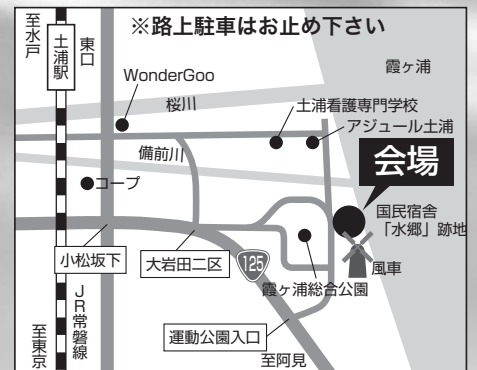 ※路上駐車はお止め下さい
至水戸
土浦駅
東口
霞ヶ浦
WonderGoo
桜川
土浦看護専門学校
アジュール土浦
備前川
会場
コープ
国民宿舎
「水郷」跡地
小松坂下
大岩田二区
125
風車
霞ヶ浦総合公園
JR常磐線
運動公園入口
至東京
至阿見